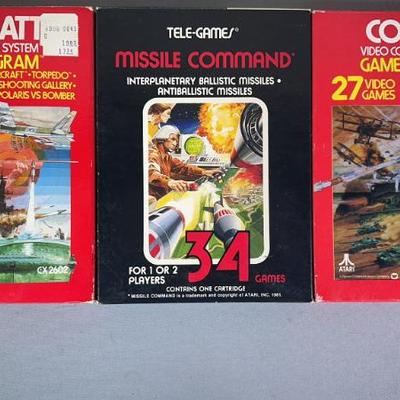 ATT
SYSTEM
GRAM
RCRAFT • TORPEDO •
SHOOTING GALLERY •
POLARIS VS BOMBER
CX2602
TELE-GAMES
MISSILE COMMAND*
INTERPLANETARY BALLISTIC MISSILES •
ANTIBALLISTIC MISSILES
FOR 1 OR 2
PLAYERS
34 GAMES
CONTAINS ONE CARTRIDGE
* MISSILE COMMAND is a trademark and copyright of ATARI, INC. 1981.
CO
VIDEO CO
GAME
27 VIDEO
GAMES
ATARI